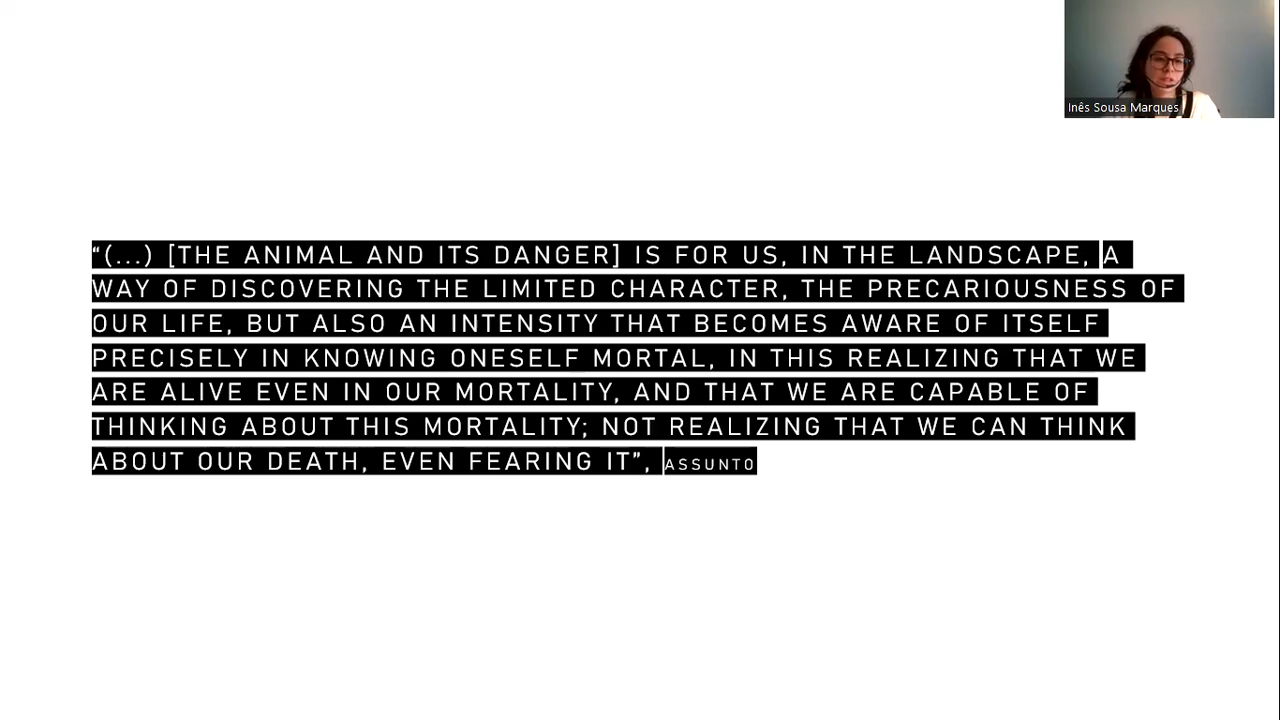 Inês Sousa Marques
“(...) [THE ANIMAL AND ITS DANGER] IS FOR US, IN THE LANDSCAPE, A
WAY OF DISCOVERING THE LIMITED CHARACTER, THE PRECARIOUSNESS OF
OUR LIFE, BUT ALSO AN INTENSITY THAT BECOMES AWARE OF ITSELF
PRECISELY IN KNOWING ONESELF MORTAL, IN THIS REALIZING THAT WE
ARE ALIVE EVEN IN OUR MORTALITY, AND THAT WE ARE CAPABLE OF
THINKING ABOUT THIS MORTALITY; NOT REALIZING THAT WE CAN THINK
ABOUT OUR DEATH, EVEN FEARING IT”, ASSUNTO